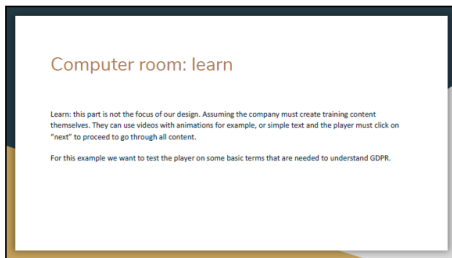 Computer room: learn
Learn: this part is not the focus of our design. Assuming the company must create training content
themselves. They can use videos with animations for example, or simple text and the player must click on
"next" to proceed to go through all content.
For this example we want to test the player on some basic terms that are needed to understand GDPR.